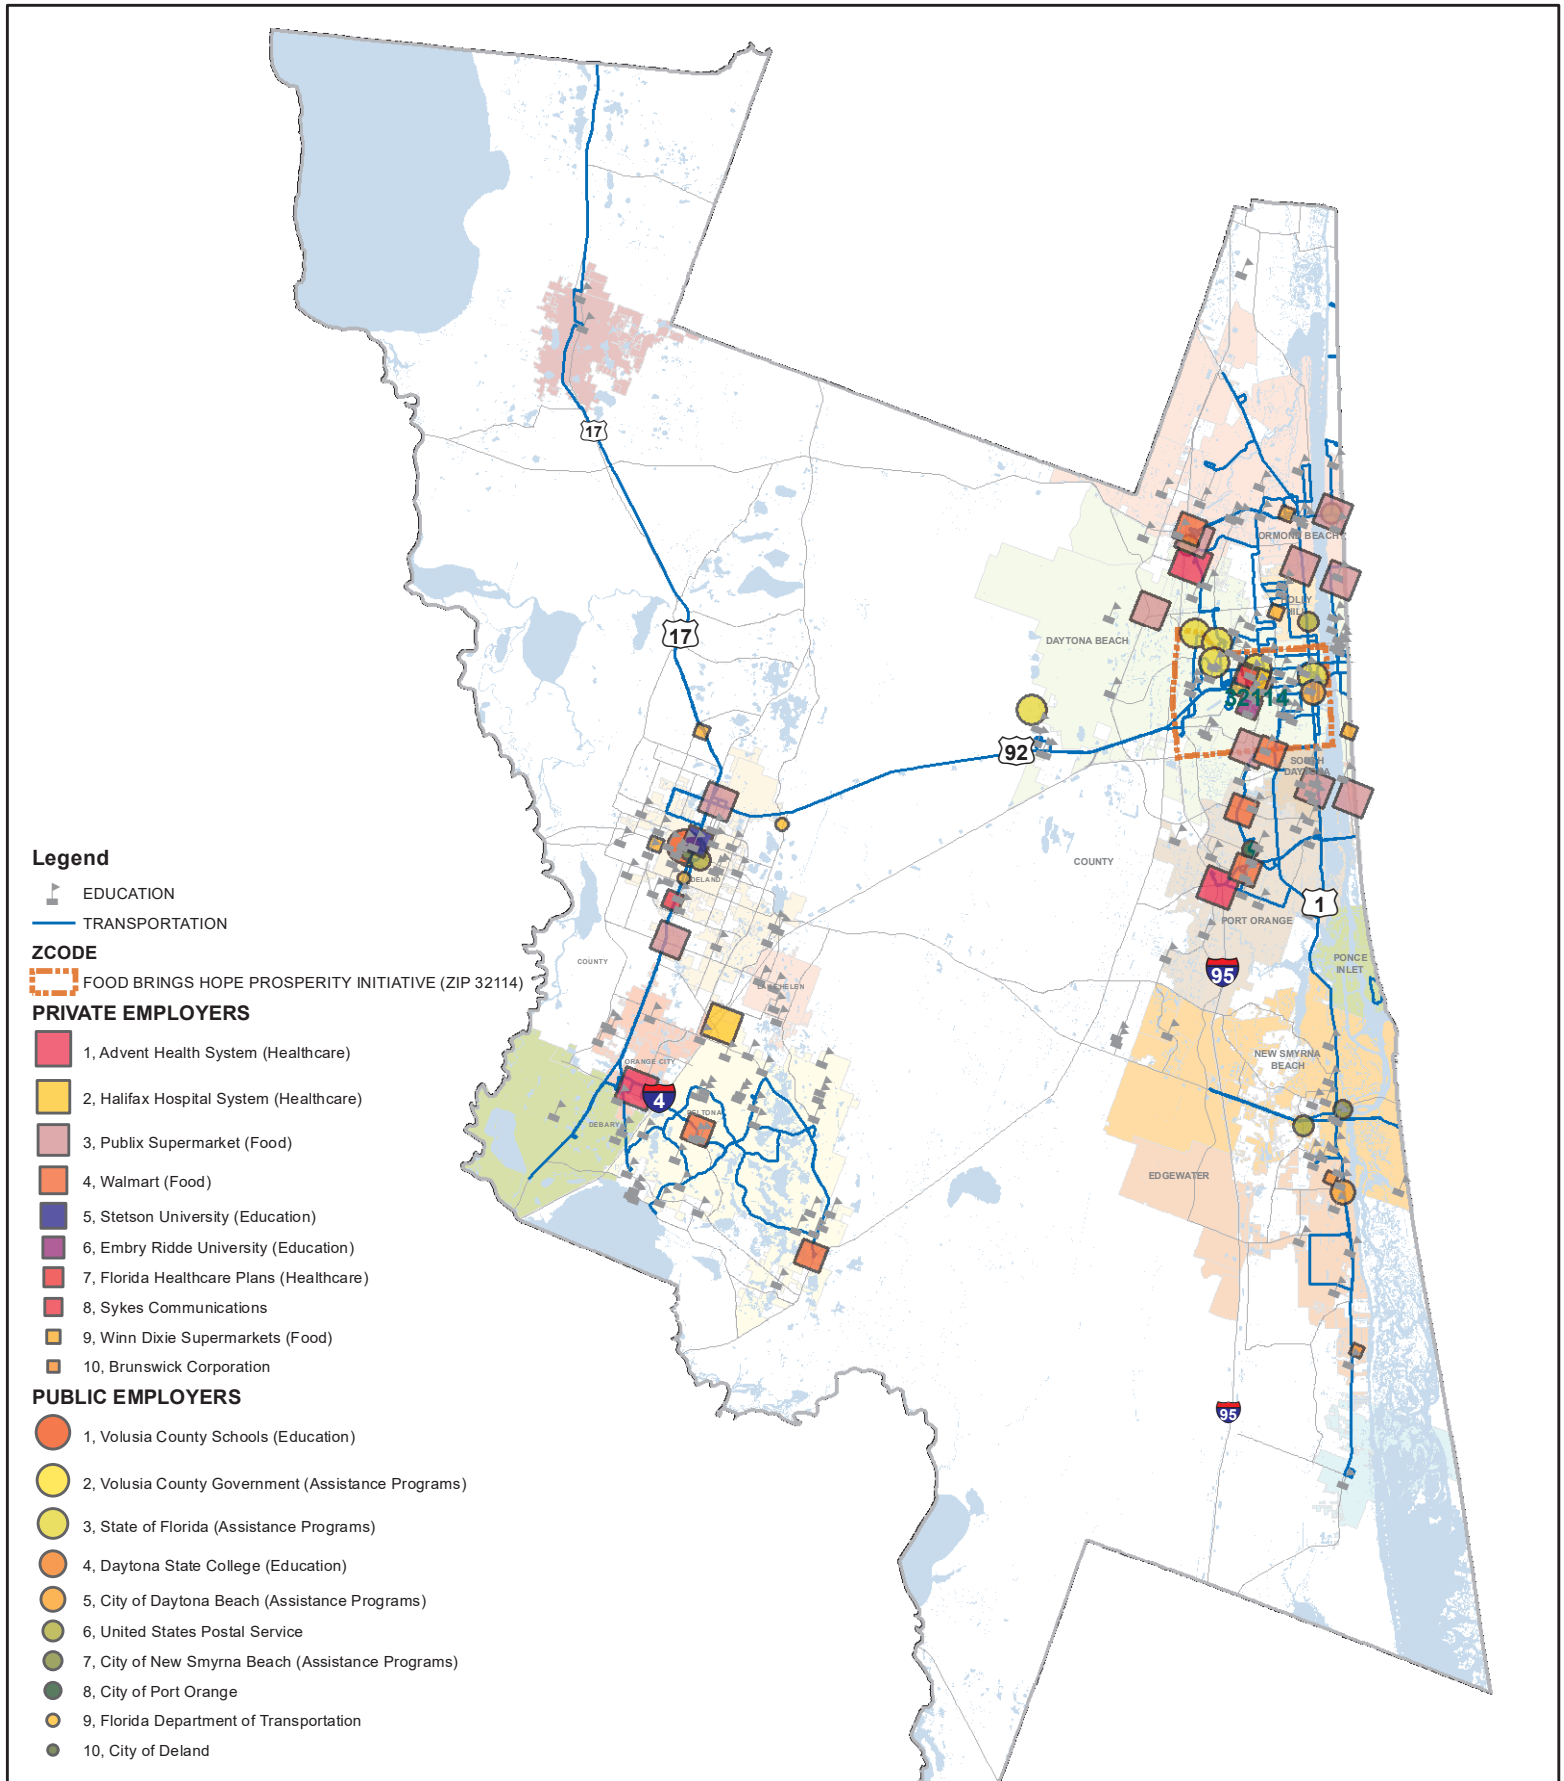 17
ORMOND BEACH
HOLLY
HILL
DAYTONA BEACH
17
32114
92
SOUTH
DAYTONA
Legend
EDUCATION
TRANSPORTATION
ZCODE
FOOD BRINGS HOPE PROSPERITY INITIATIVE (ZIP 32114)
PRIVATE EMPLOYERS
1, Advent Health System (Healthcare)
2, Halifax Hospital System (Healthcare)
3, Publix Supermarket (Food)
4, Walmart (Food)
5, Stetson University (Education)
6, Embry Ridde University (Education)
7, Florida Healthcare Plans (Healthcare)
8, Sykes Communications
9, Winn Dixie Supermarkets (Food)
10, Brunswick Corporation
PUBLIC EMPLOYERS
1, Volusia County Schools (Education)
2, Volusia County Government (Assistance Programs)
3, State of Florida (Assistance Programs)
4, Daytona State College (Education)
5, City of Daytona Beach (Assistance Programs)
6, United States Postal Service
7, City of New Smyrna Beach (Assistance Programs)
8, City of Port Orange
9, Florida Department of Transportation
10, City of Deland
COUNTY
DELAND
1
PORT ORANGE
COUNTY
PONCE
INLET
95
LAKE HELEN
ORANGE CITY
NEW SMYRNA
BEACH
4
DELTONA
DEBARY
EDGEWATER
95